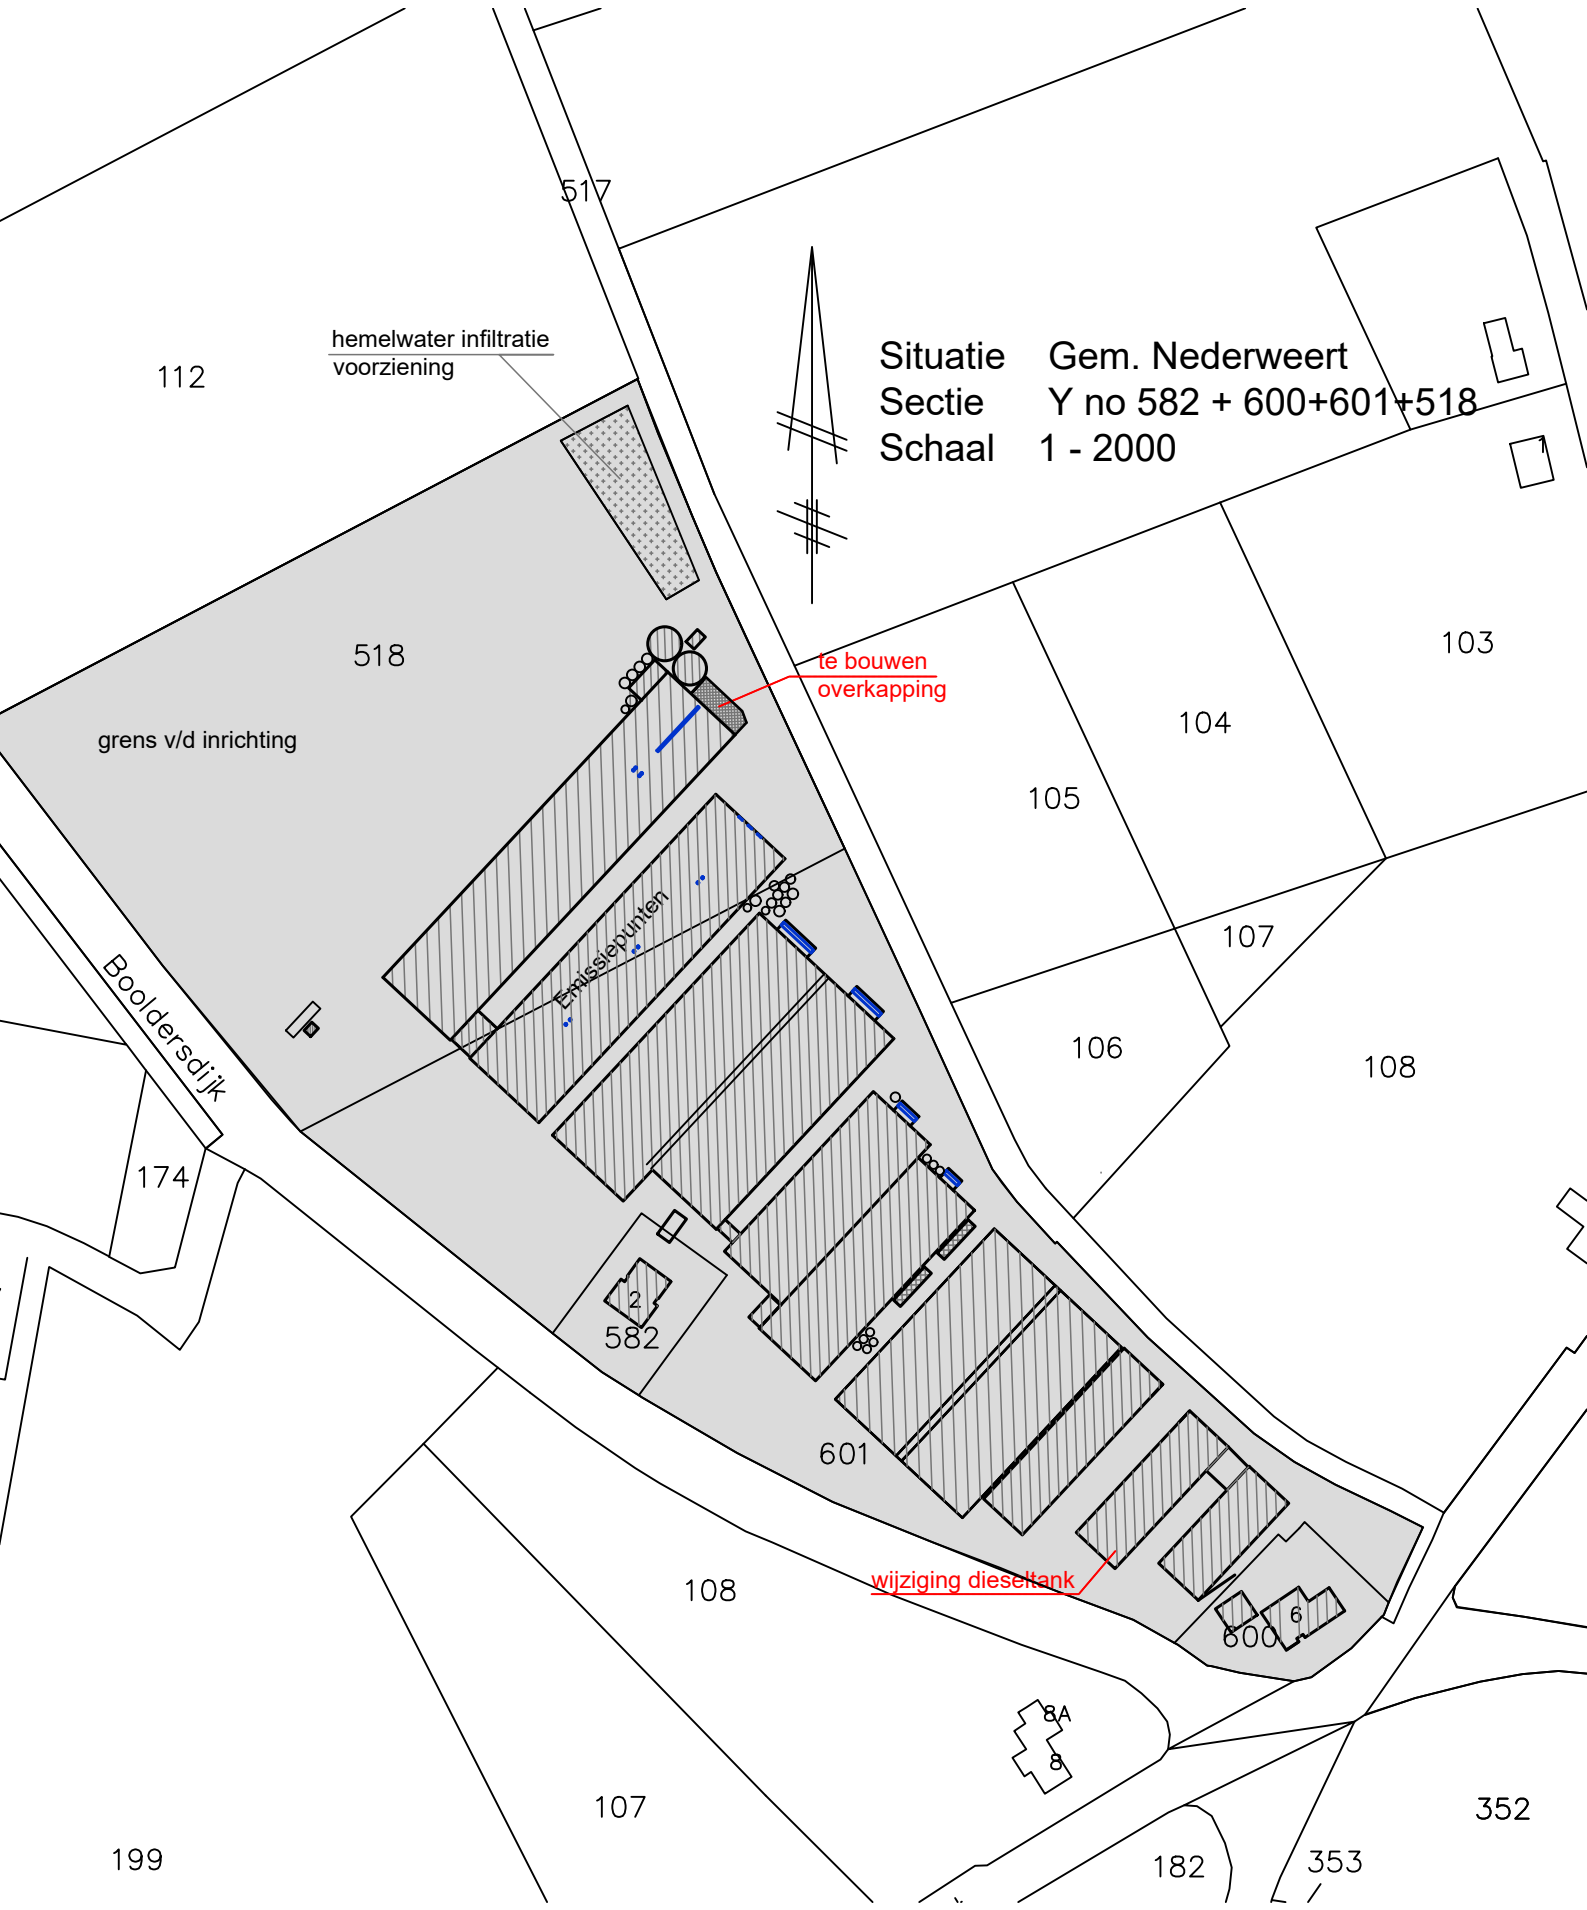 517
hemelwater infiltratie
voorziening
112
Situatie Gem. Nederweert
Sectie Y no 582 + 600+601+518
Schaal 1 - 2000
1
518
te bouwen
overkapping
103
104
grens v/d inrichting
105
107
Emissiepunten
Booldersdijk
106
108
174
2
582
601
wijziging dieseltank
108
6
600
8A
8
107
352
199
182
353